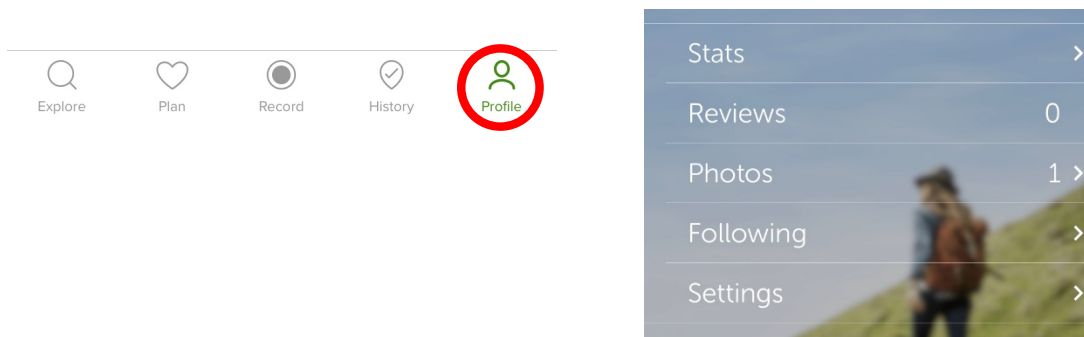 Explore Plan Record History Profile
Stats
Reviews 0
Photos 1
Following
Settings